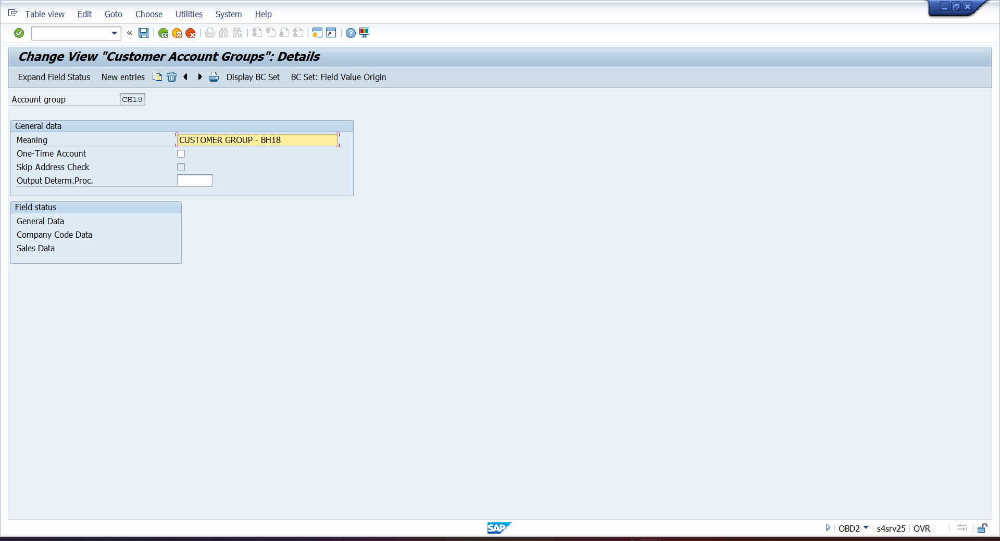 Table view Edit Goto Choose Utilities System Help
Change View "Customer Account Groups": Details
Expand Field Status New entries Display BC Set BC Set: Field Value Origin
Account group CH18
General data
Meaning CUSTOMER GROUP - BH18
One-Time Account
Skip Address Check
Output Determ.Proc.
Field status
General Data
Company Code Data
Sales Data
SAP OBD2 s4srv25 OVR